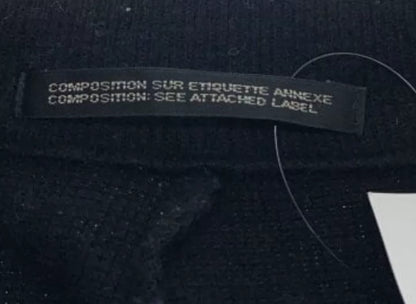 COMPOSITION SUR ETIQUETTE ANNEXE
COMPOSITION: SEE ATTACHED LABEL